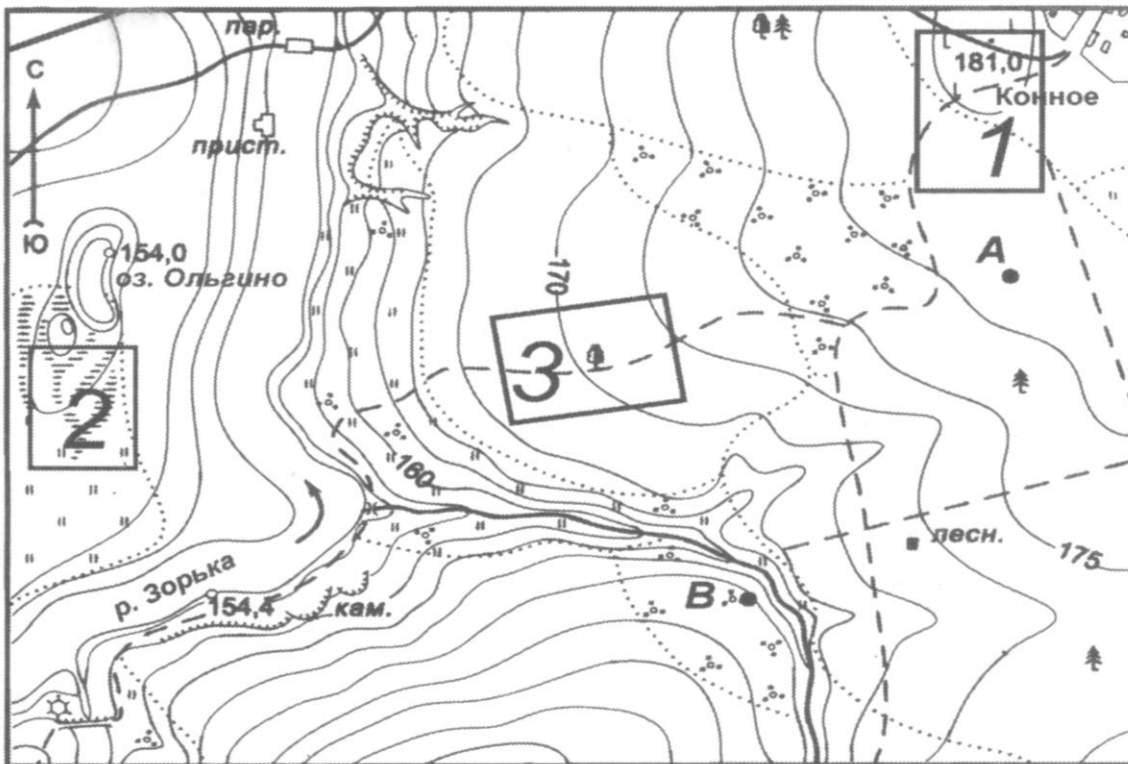 пар.
С
181,0
Конное
1
прист.
Ю
154,0
оз. Ольгино
А
170
3
2
160
лесн.
175
р. Зорька
154,4
кам.
В